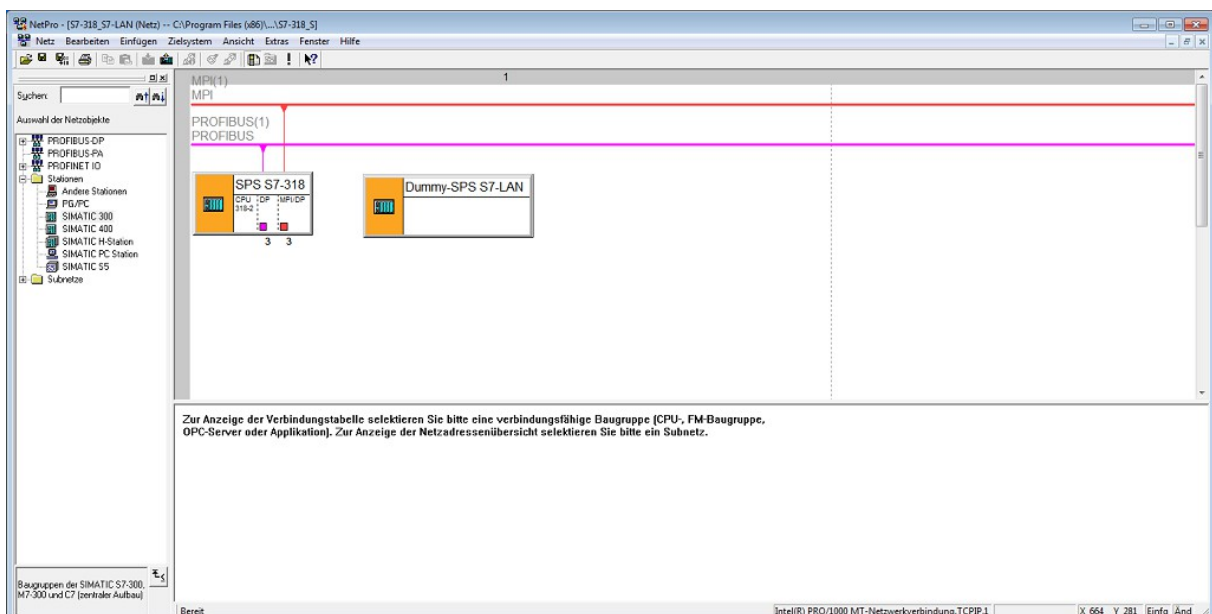 NetPro - [S7-318_S7-LAN (Netz) -- C:\Program Files (x86)\...\S7-318_S]
Netz Bearbeiten Einfügen Zielsystem Ansicht Extras Fenster Hilfe
Suchen:
Auswahl der Netzobjekte
PROFIBUS-DP
PROFIBUS-PA
PROFINET IO
Stationen
Andere Stationen
PG/PC
SIMATIC 300
SIMATIC 400
SIMATIC H-Station
SIMATIC PC Station
SIMATIC S5
Subnetze
Baugruppen der SIMATIC S7-300,
M7-300 und C7 (zentraler Aufbau)
1
MPI(1)
MPI
PROFIBUS(1)
PROFIBUS
SPS S7-318
CPU DP MPI/DP
318-2
3 3
Dummy-SPS S7-LAN
Zur Anzeige der Verbindungstabelle selektieren Sie bitte eine verbindungsfähige Baugruppe (CPU-, FM-Baugruppe,
OPC-Server oder Applikation). Zur Anzeige der Netzadressenübersicht selektieren Sie bitte ein Subnetz.
Bereit Intel(R) PRO/1000 MT-Netzwerkverbindung.TCPIP.1 X 664 Y 281 Einfg Änd